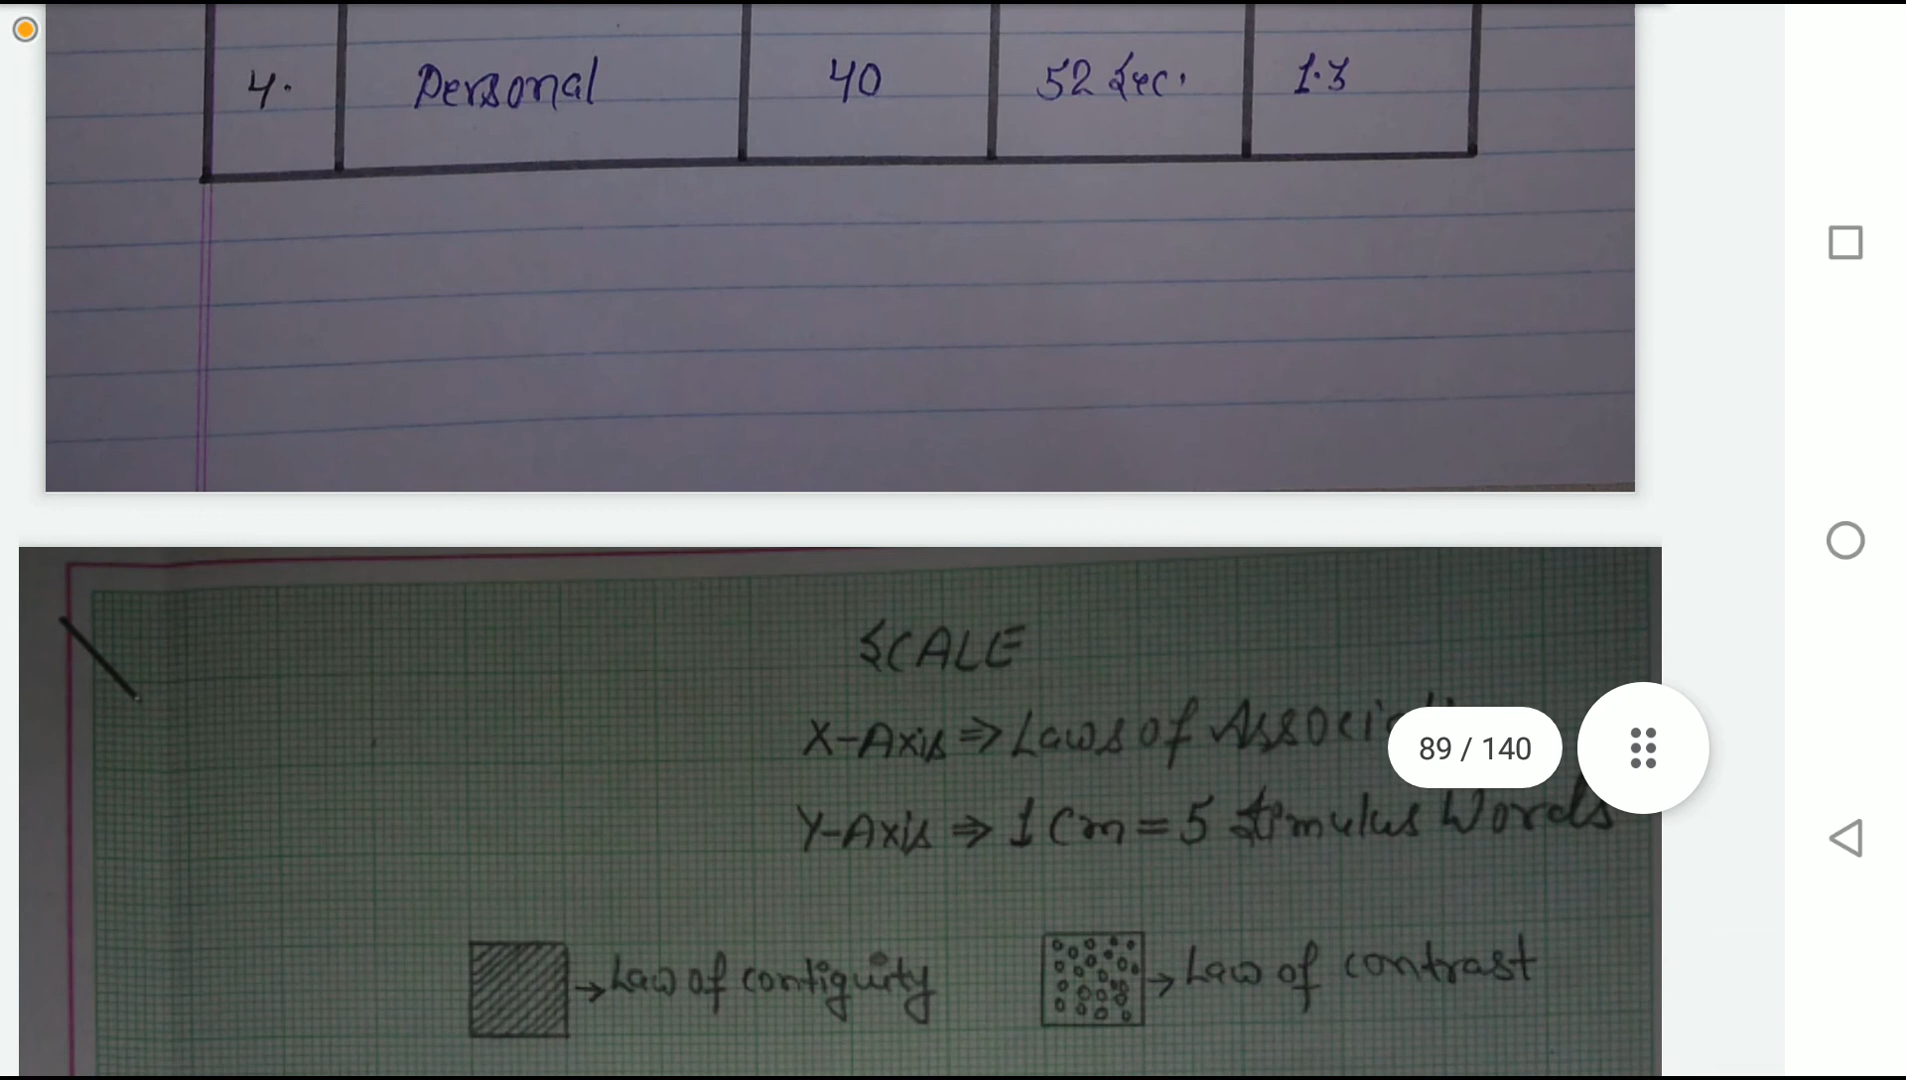 4. Personal 40 52 Sec. 1.3
SCALE
X-Axis ⇒ Laws of
Y-Axis ⇒ 1 Cm = 5 Stimulus Words
89 / 140
→ Law of contiguity → Law of contrast